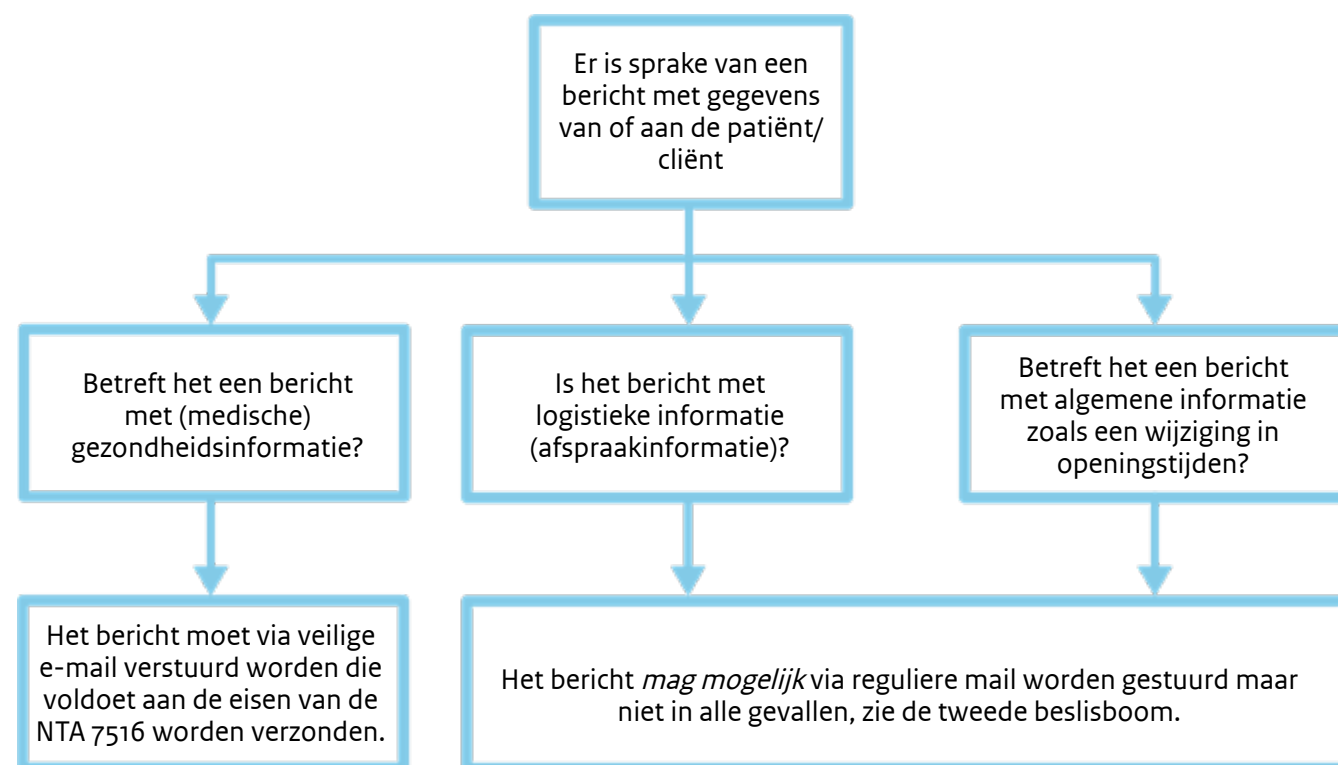 Er is sprake van een
bericht met gegevens
van of aan de patiënt/
cliënt
Betreft het een bericht
met (medische)
gezondheidsinformatie?
Is het bericht met
logistieke informatie
(afspraakinformatie)?
Betreft het een bericht
met algemene informatie
zoals een wijziging in
openingstijden?
Het bericht moet via veilige
e-mail verstuurd worden die
voldoet aan de eisen van de
NTA 7516 worden verzonden.
Het bericht mag mogelijk via reguliere mail worden gestuurd maar
niet in alle gevallen, zie de tweede beslisboom.